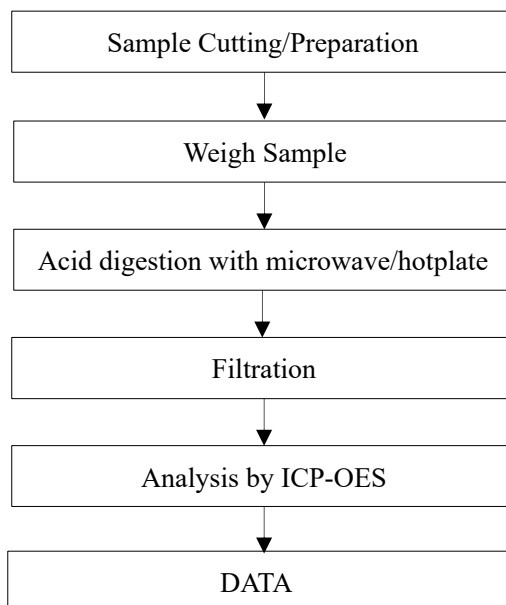 Sample Cutting/Preparation
Weigh Sample
Acid digestion with microwave/hotplate
Filtration
Analysis by ICP-OES
DATA